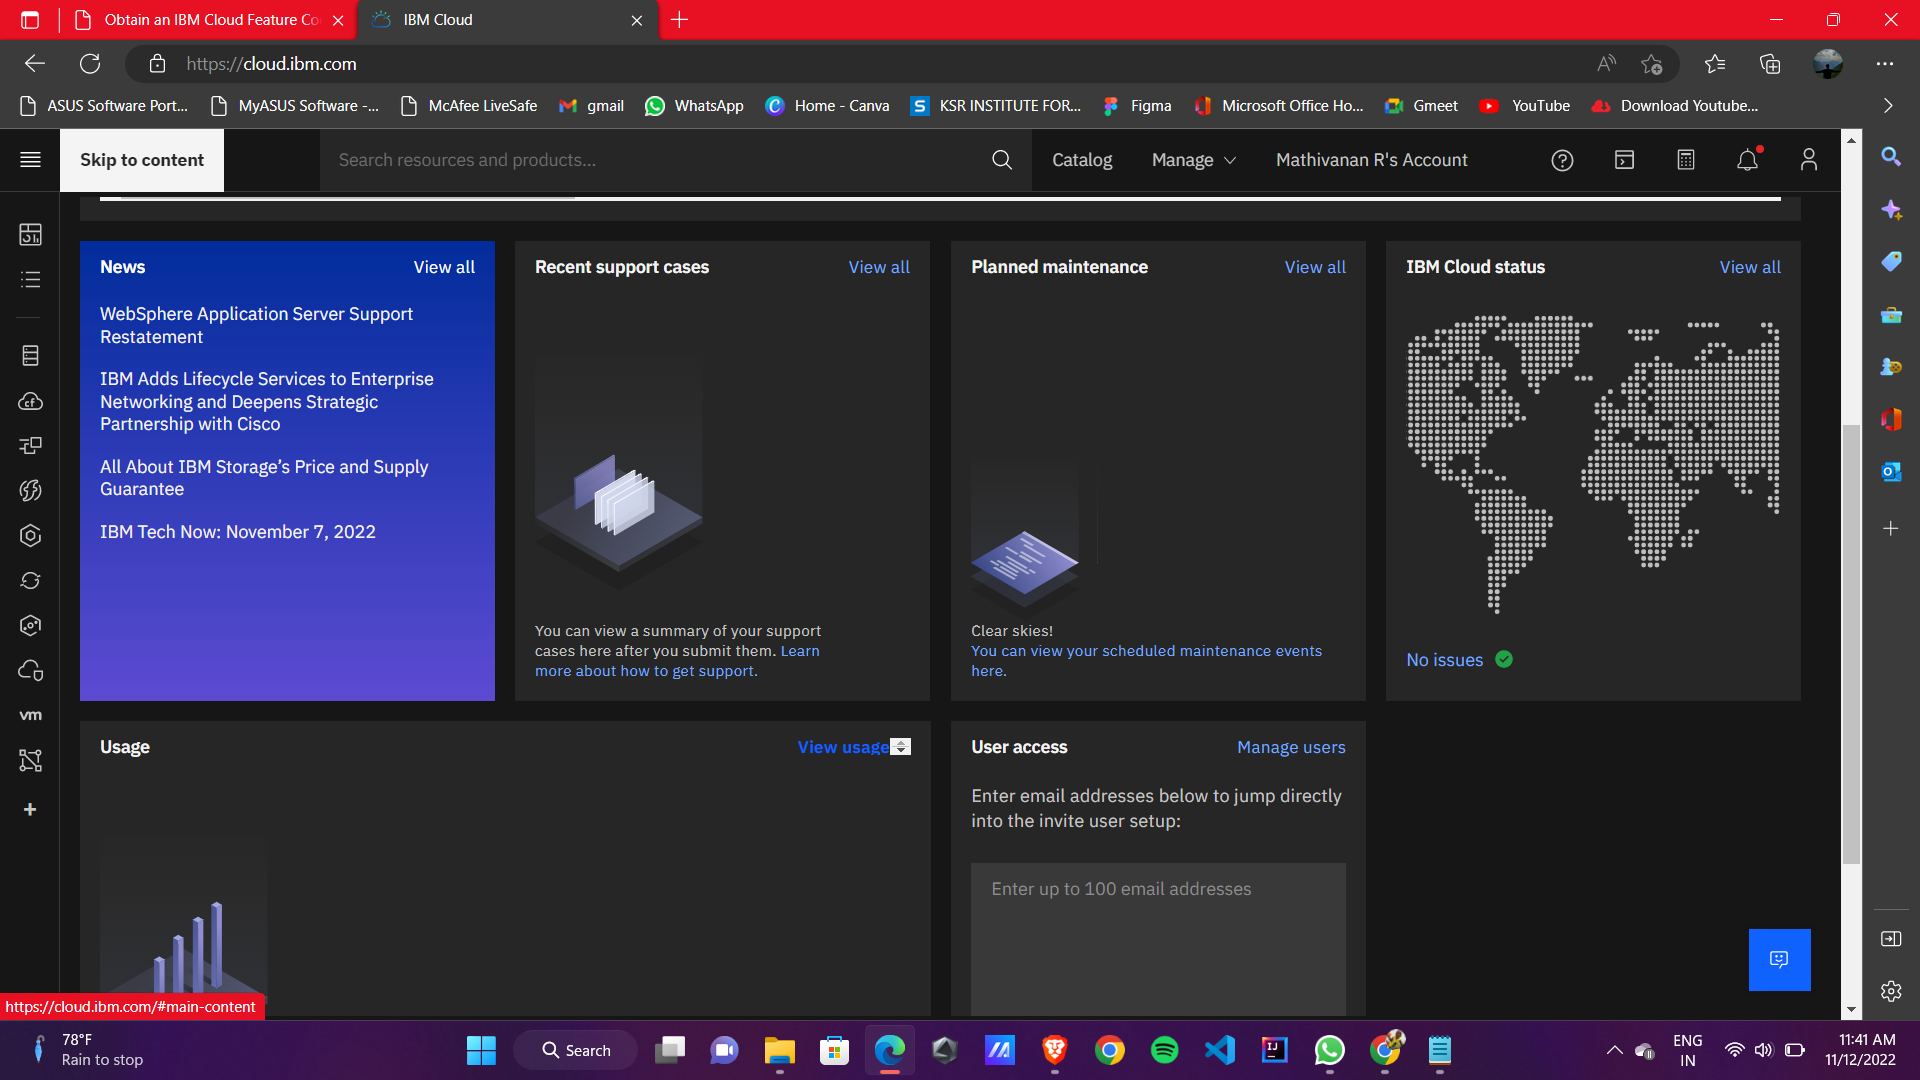 Obtain an IBM Cloud Feature Co
IBM Cloud
https://cloud.ibm.com
ASUS Software Port...
MyASUS Software -...
McAfee LiveSafe
gmail
WhatsApp
Home - Canva
KSR INSTITUTE FOR...
Figma
Microsoft Office Ho...
Gmeet
YouTube
Download Youtube...
Skip to content
Search resources and products...
Catalog
Manage
Mathivanan R's Account
News
View all
WebSphere Application Server Support
Restatement
IBM Adds Lifecycle Services to Enterprise
Networking and Deepens Strategic
Partnership with Cisco
All About IBM Storage’s Price and Supply
Guarantee
IBM Tech Now: November 7, 2022
Recent support cases
View all
You can view a summary of your support
cases here after you submit them. Learn
more about how to get support.
Planned maintenance
View all
Clear skies!
You can view your scheduled maintenance events
here.
IBM Cloud status
View all
No issues
cf
vm
Usage
View usage
User access
Manage users
Enter email addresses below to jump directly
into the invite user setup:
Enter up to 100 email addresses
https://cloud.ibm.com/#main-content
78°F
Rain to stop
Search
ENG
IN
11:41 AM
11/12/2022